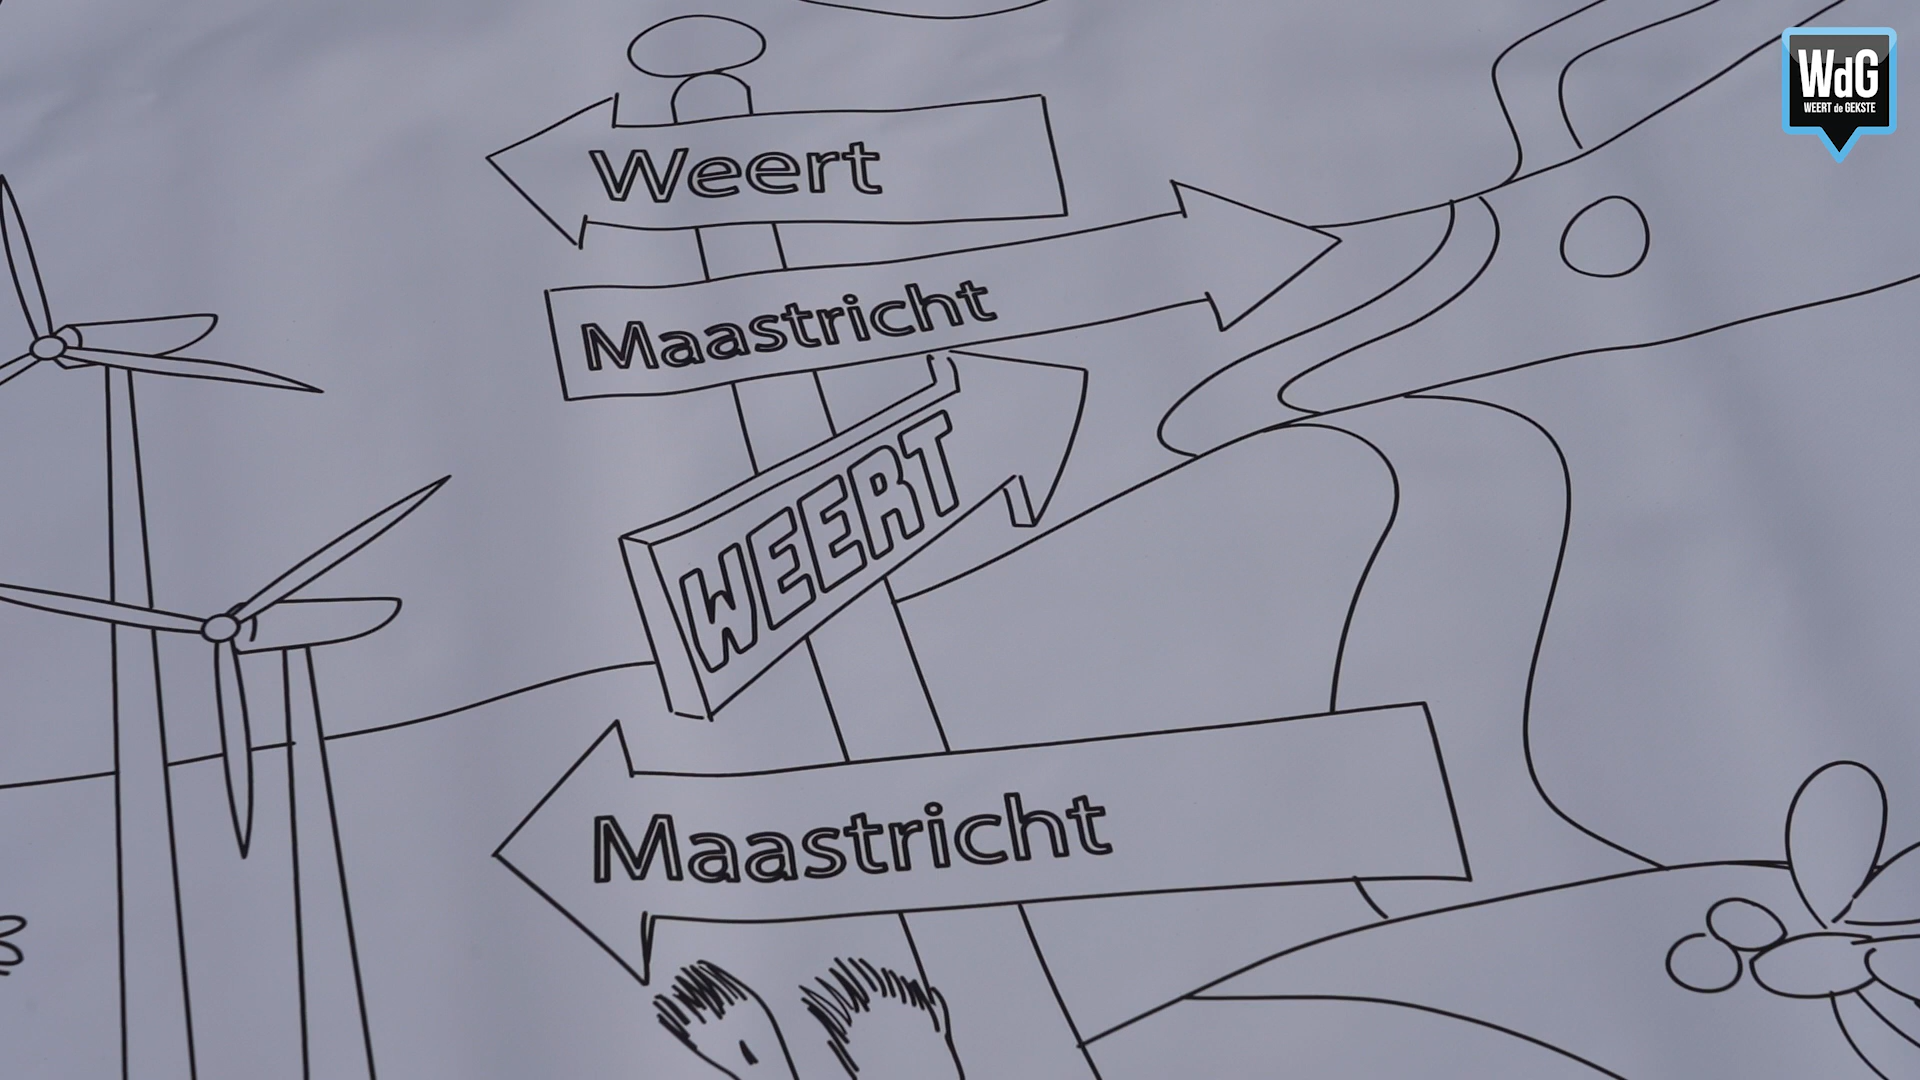 WdG
WEERT de GEKSTE
Weert
Maastricht
WEERT
Maastricht